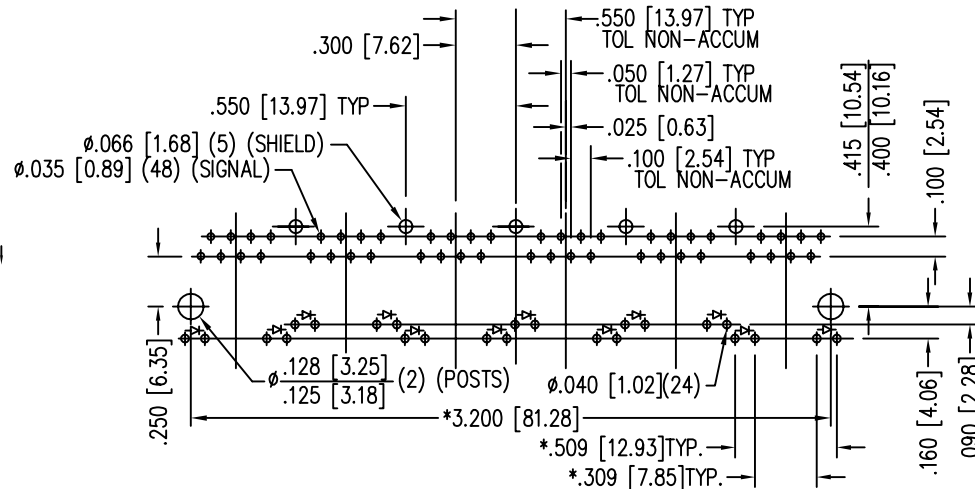 .550 [13.97] TYP
TOL NON-ACCUM
.300 [7.62]
.050 [1.27] TYP
TOL NON-ACCUM
.550 [13.97] TYP
.025 [0.63]
ø.066 [1.68] (5) (SHIELD)
ø.035 [0.89] (48) (SIGNAL)
.100 [2.54] TYP
TOL NON-ACCUM
.415 [10.54]
.400 [10.16]
.100 [2.54]
.250 [6.35]
ø.128 [3.25]
.125 [3.18]
(2) (POSTS)
ø.040 [1.02](24)
*3.200 [81.28]
*.509 [12.93]TYP.
*.309 [7.85]TYP.
.160 [4.06]
.090 [2.28]